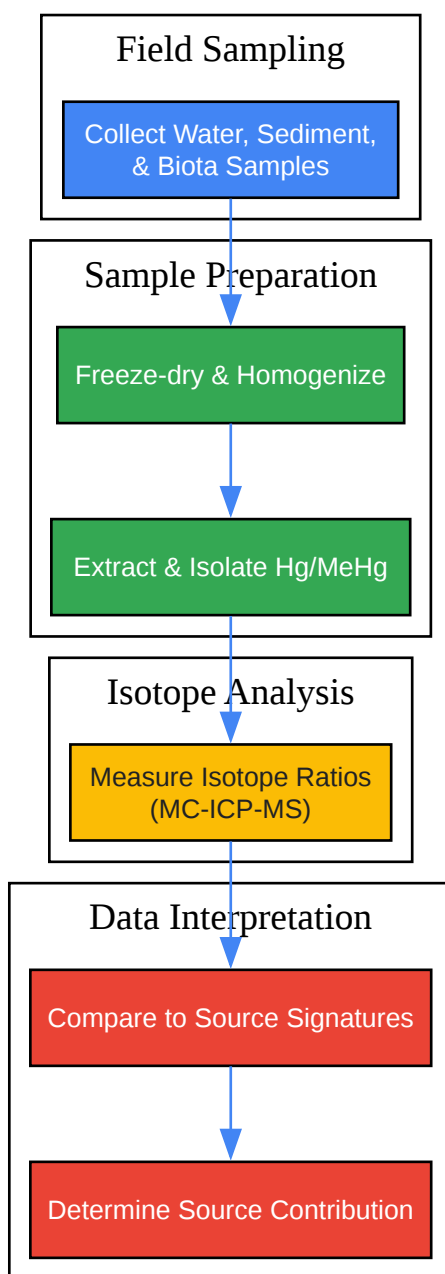 Field Sampling
Collect Water, Sediment,
& Biota Samples
Sample Preparation
Freeze-dry & Homogenize
Extract & Isolate Hg/MeHg
Isotope Analysis
Measure Isotope Ratios
(MC-ICP-MS)
Data Interpretation
Compare to Source Signatures
Determine Source Contribution